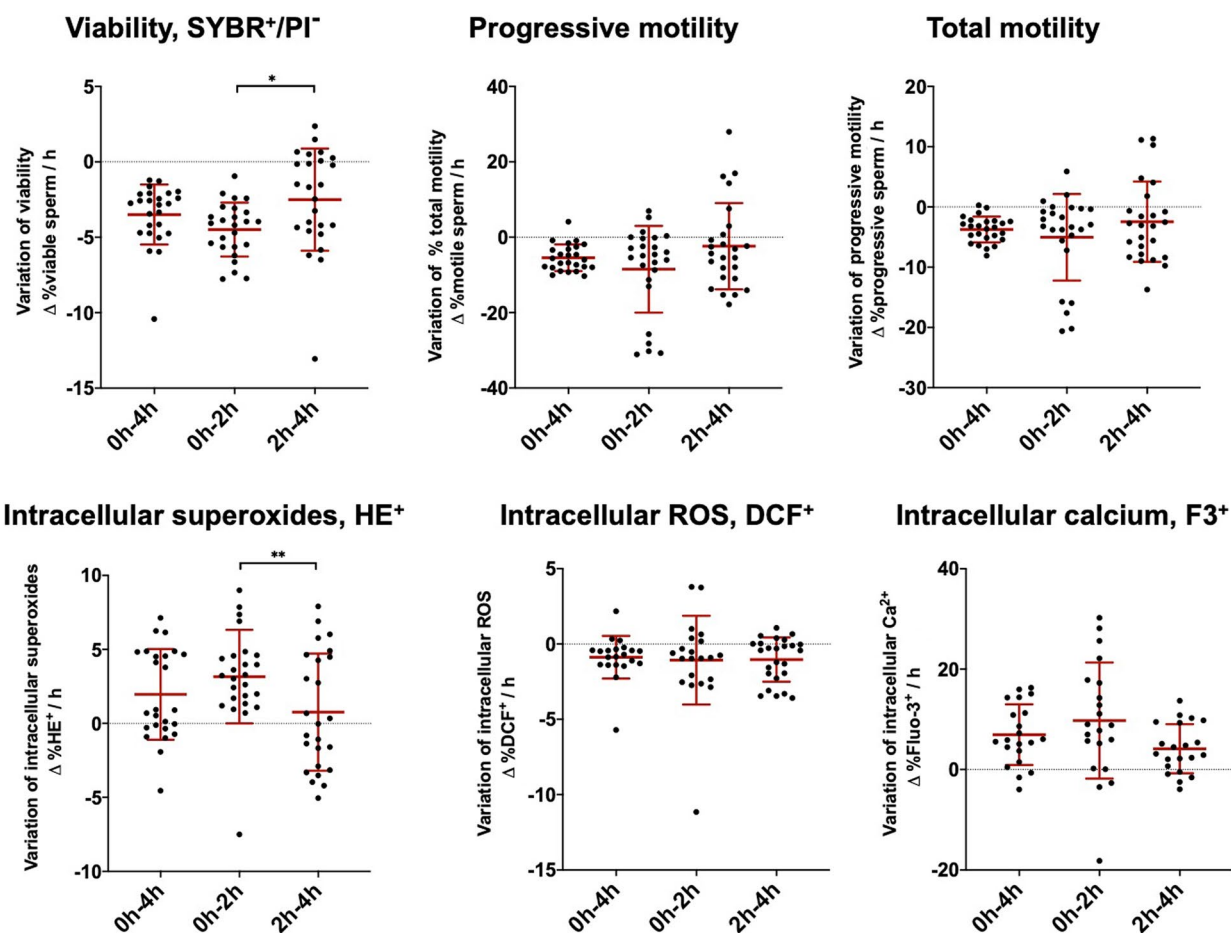 Viability, SYBR⁺/PI⁻
Variation of viability
Δ %viable sperm / h
5
0
-5
-10
-15
*
0h-4h
0h-2h
2h-4h
Progressive motility
Variation of % total motility
Δ %motile sperm / h
40
20
0
-20
-40
0h-4h
0h-2h
2h-4h
Total motility
Variation of progressive motility
Δ %progressive sperm / h
20
10
0
-10
-20
-30
0h-4h
0h-2h
2h-4h
Intracellular superoxides, HE⁺
Variation of intracellular superoxides
Δ %HE⁺ / h
10
5
0
-5
-10
**
0h-4h
0h-2h
2h-4h
Intracellular ROS, DCF⁺
Variation of intracellular ROS
Δ %DCF⁺ / h
5
0
-5
-10
-15
0h-4h
0h-2h
2h-4h
Intracellular calcium, F3⁺
Variation of intracellular Ca²⁺
Δ %Fluo-3⁺ / h
40
20
0
-20
0h-4h
0h-2h
2h-4h